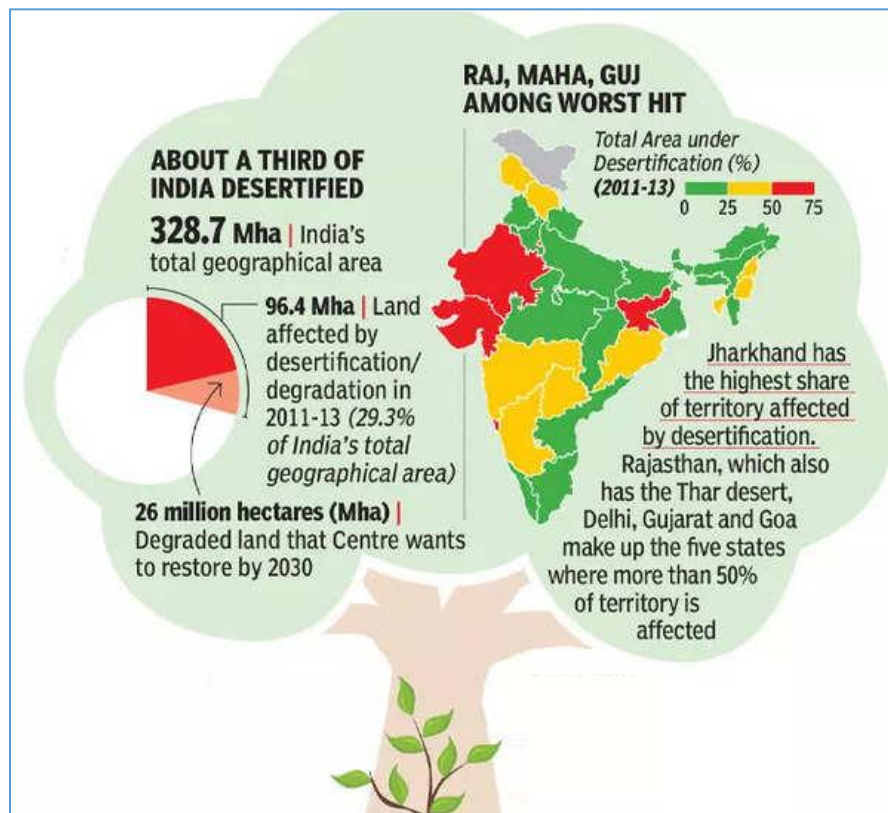 ABOUT A THIRD OF
INDIA DESERTIFIED
328.7 Mha | India's
total geographical area
96.4 Mha | Land
affected by
desertification/
degradation in
2011-13 (29.3%
of India's total
geographical area)
26 million hectares (Mha) |
Degraded land that Centre wants
to restore by 2030
RAJ, MAHA, GUJ
AMONG WORST HIT
Total Area under
Desertification (%)
(2011-13)
0 25 50 75
Jharkhand has
the highest share
of territory affected
by desertification.
Rajasthan, which also
has the Thar desert,
Delhi, Gujarat and Goa
make up the five states
where more than 50%
of territory is
affected